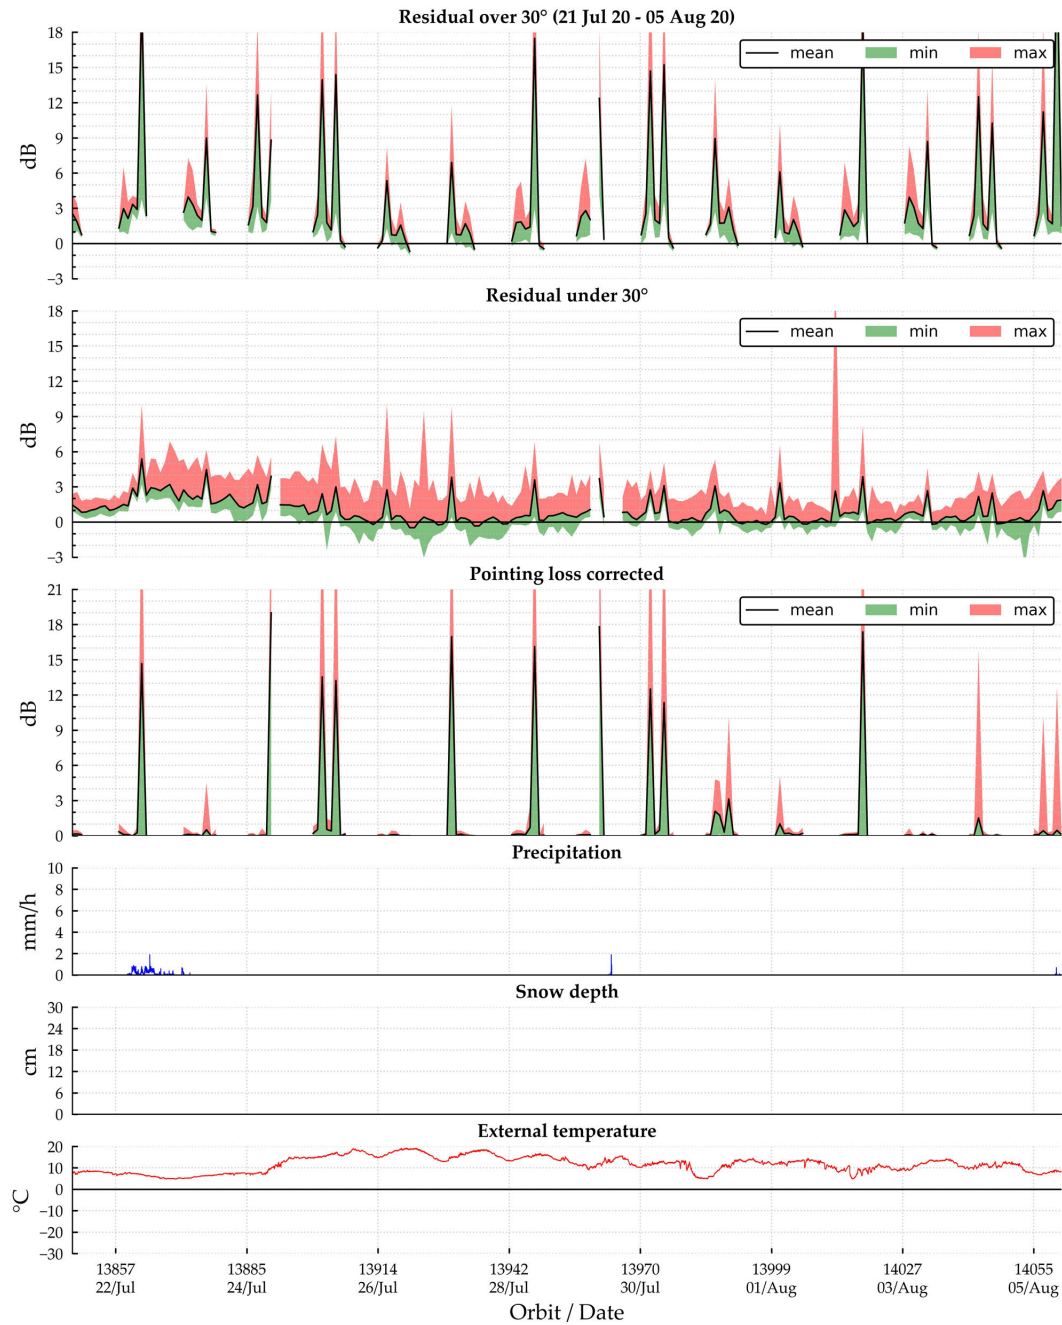 Residual over 30° (21 Jul 20 - 05 Aug 20)
18
15
12
9
6
3
0
−3
dB
mean min max
Residual under 30°
18
15
12
9
6
3
0
−3
dB
mean min max
Pointing loss corrected
21
18
15
12
9
6
3
0
dB
mean min max
Precipitation
10
8
6
4
2
0
mm/h
Snow depth
30
24
18
12
6
0
cm
External temperature
20
10
0
−10
−20
−30
°C
13857 13885 13914 13942 13970 13999 14027 14055
22/Jul 24/Jul 26/Jul 28/Jul 30/Jul 01/Aug 03/Aug 05/Aug
Orbit / Date